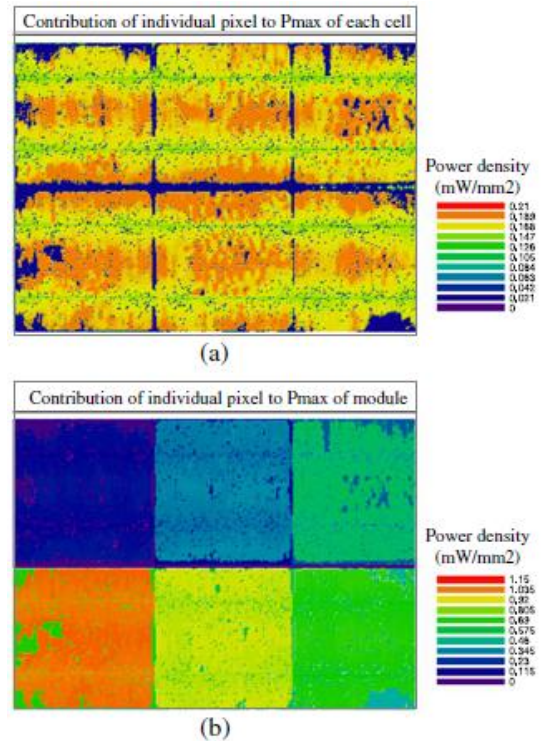 Contribution of individual pixel to Pmax of each cell
Power density
(mW/mm2)
0.21
0.189
0.168
0.147
0.126
0.105
0.084
0.063
0.042
0.021
0
(a)
Contribution of individual pixel to Pmax of module
Power density
(mW/mm2)
1.15
1.035
0.92
0.805
0.69
0.575
0.46
0.345
0.23
0.115
0
(b)